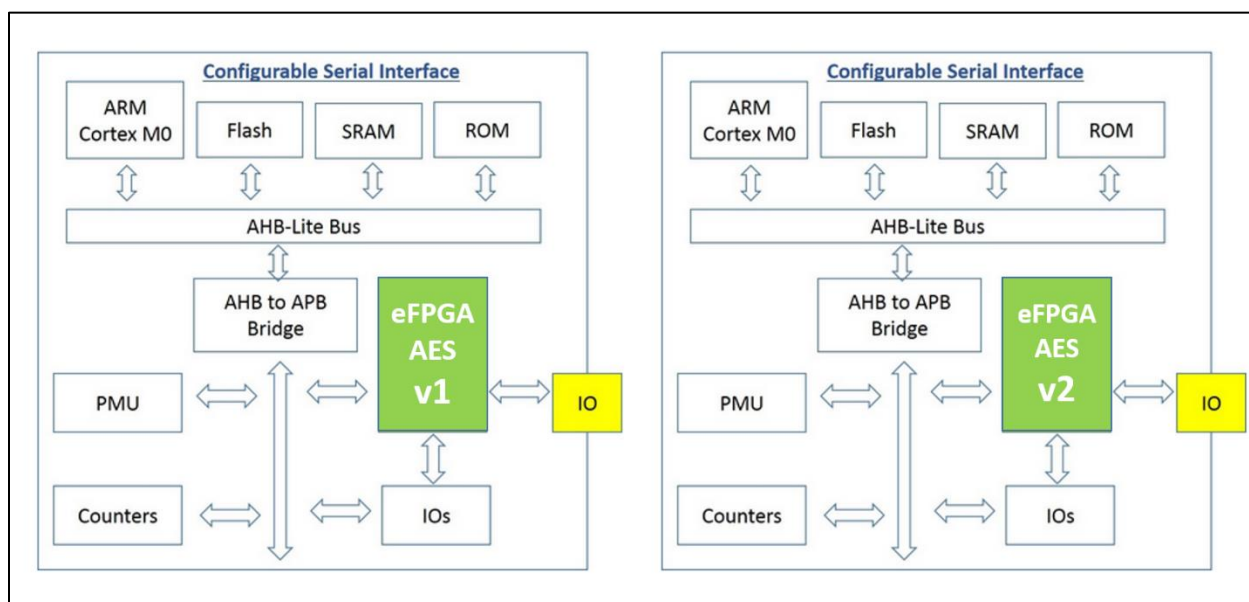 Configurable Serial Interface
ARM
Cortex M0
Flash
SRAM
ROM
AHB-Lite Bus
AHB to APB
Bridge
eFPGA
AES
v1
PMU
IO
Counters
IOs
Configurable Serial Interface
ARM
Cortex M0
Flash
SRAM
ROM
AHB-Lite Bus
AHB to APB
Bridge
eFPGA
AES
v2
PMU
IO
Counters
IOs